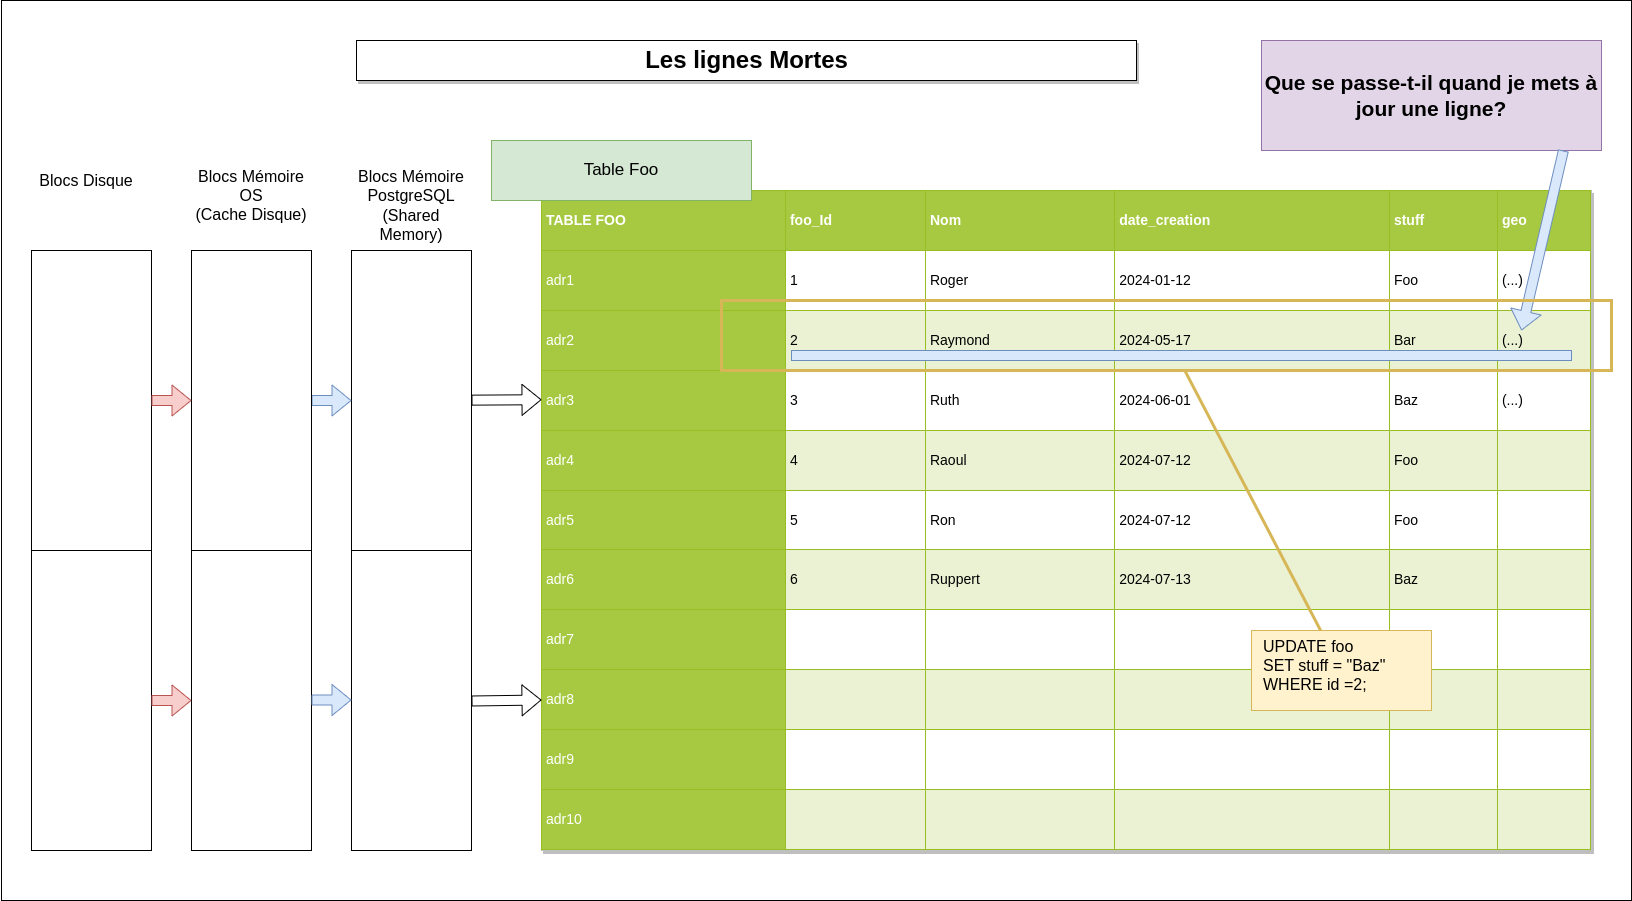 Les lignes Mortes
Que se passe-t-il quand je mets à
jour une ligne?
Blocs Disque
Blocs Mémoire
OS
(Cache Disque)
Blocs Mémoire
PostgreSQL
(Shared
Memory)
Table Foo
TABLE FOO foo_Id Nom date_creation stuff geo
adr1 1 Roger 2024-01-12 Foo (...)
adr2 2 Raymond 2024-05-17 Bar (...)
adr3 3 Ruth 2024-06-01 Baz (...)
adr4 4 Raoul 2024-07-12 Foo
adr5 5 Ron 2024-07-12 Foo
adr6 6 Ruppert 2024-07-13 Baz
adr7
adr8
adr9
adr10
UPDATE foo
SET stuff = "Baz"
WHERE id =2;